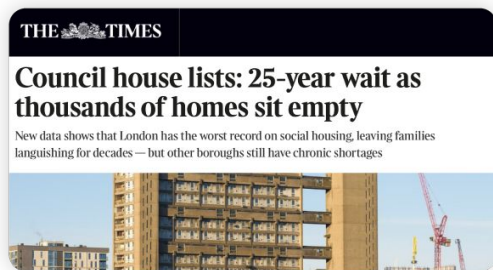 THE TIMES
Council house lists: 25-year wait as
thousands of homes sit empty
New data shows that London has the worst record on social housing, leaving families
languishing for decades — but other boroughs still have chronic shortages